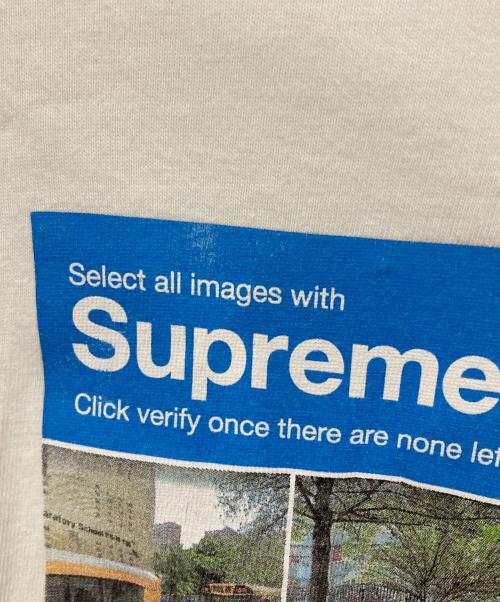 Select all images with
Supreme
Click verify once there are none lef